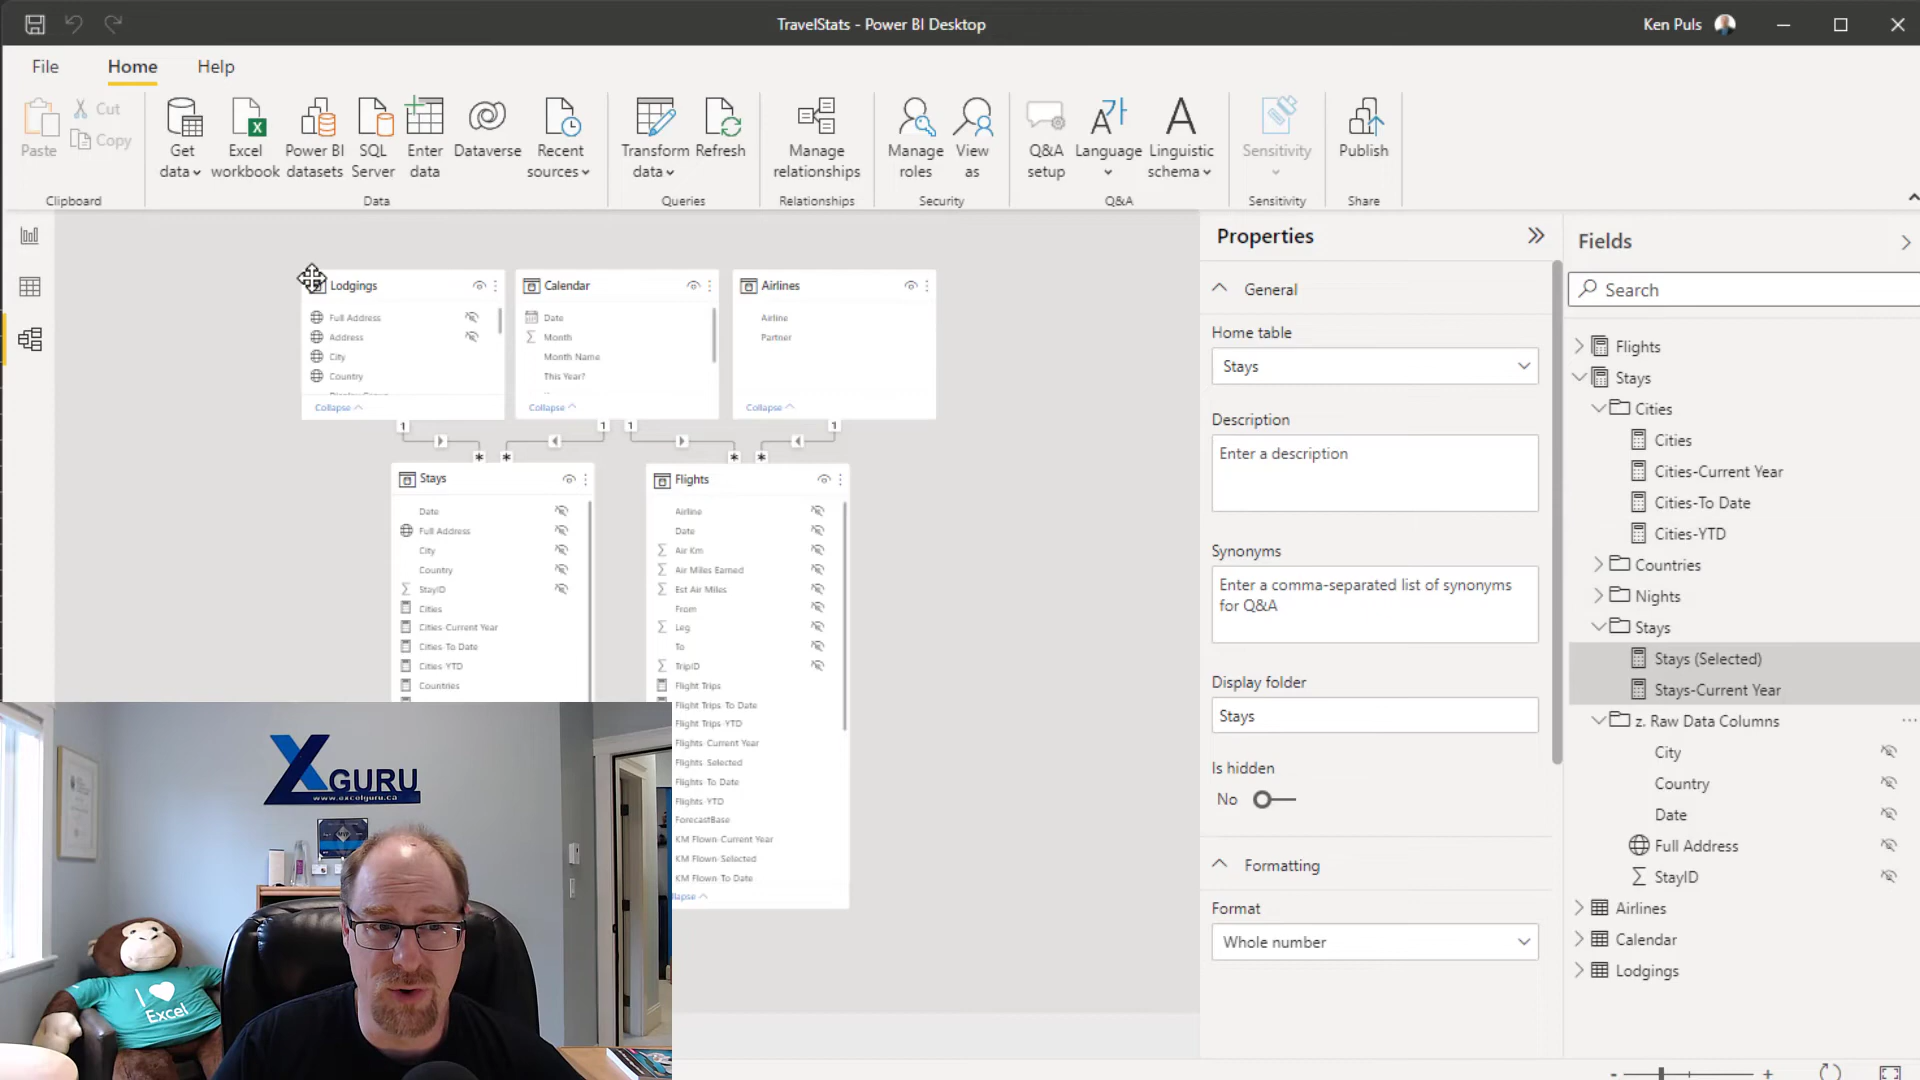 TravelStats - Power BI Desktop
Ken Puls
File
Home
Help
Paste
Cut
Copy
Get data
Excel workbook
Power BI datasets
SQL Server
Enter data
Dataverse
Recent sources
Transform data
Refresh
Manage relationships
Manage roles
View as
Q&A setup
가 A
Language
A
Linguistic schema
Sensitivity
Publish
Clipboard
Data
Queries
Relationships
Security
Q&A
Sensitivity
Share
Lodgings
Full Address
Address
City
Country
Collapse
Calendar
Date
Month
Month Name
This Year?
Collapse
Airlines
Airline
Partner
Collapse
1
1
1
1
*
*
*
*
Stays
Date
Full Address
City
Country
StayID
Cities
Cities-Current Year
Cities-To Date
Cities-YTD
Countries
Flights
Airline
Date
Air Km
Air Miles Earned
Est Air Miles
From
Leg
To
TripID
Flight Trips
Flight Trips-To Date
Flight Trips-YTD
Flights-Current Year
Flights-Selected
Flights-To Date
Flights-YTD
ForecastBase
KM Flown-Current Year
KM Flown-Selected
KM Flown-To Date
llapse
Properties
General
Home table
Stays
Description
Enter a description
Synonyms
Enter a comma-separated list of synonyms
for Q&A
Display folder
Stays
Is hidden
No
Formatting
Format
Whole number
Fields
Search
Flights
Stays
Cities
Cities
Cities-Current Year
Cities-To Date
Cities-YTD
Countries
Nights
Stays
Stays (Selected)
Stays-Current Year
z. Raw Data Columns
City
Country
Date
Full Address
StayID
Airlines
Calendar
Lodgings
XGURU
www.excelguru.ca
MVP
I ♥
Excel